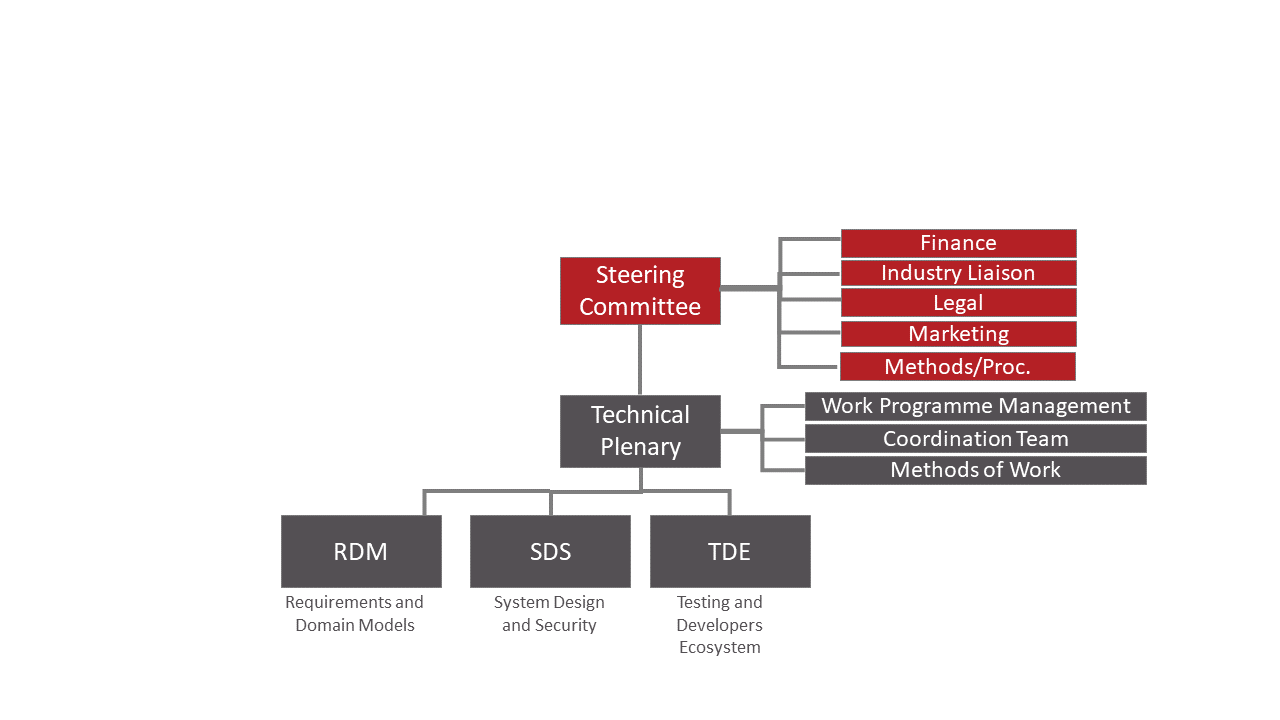 Steering
Committee
Finance
Industry Liaison
Legal
Marketing
Methods/Proc.
Technical
Plenary
Work Programme Management
Coordination Team
Methods of Work
RDM
Requirements and
Domain Models
SDS
System Design
and Security
TDE
Testing and
Developers
Ecosystem